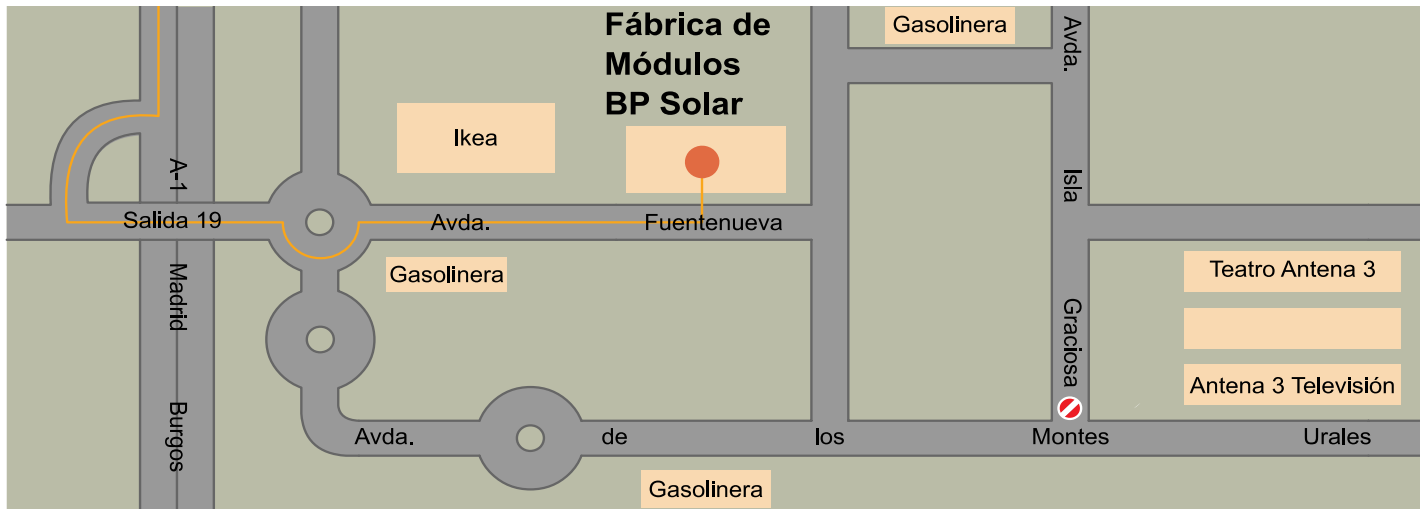 Fábrica de
Módulos
BP Solar
Gasolinera
Ikea
A-1 Madrid Burgos
Salida 19
Avda. Fuentenueva
Avda. Isla Graciosa
Gasolinera
Teatro Antena 3
Antena 3 Televisión
Avda. de los Montes Urales
Gasolinera